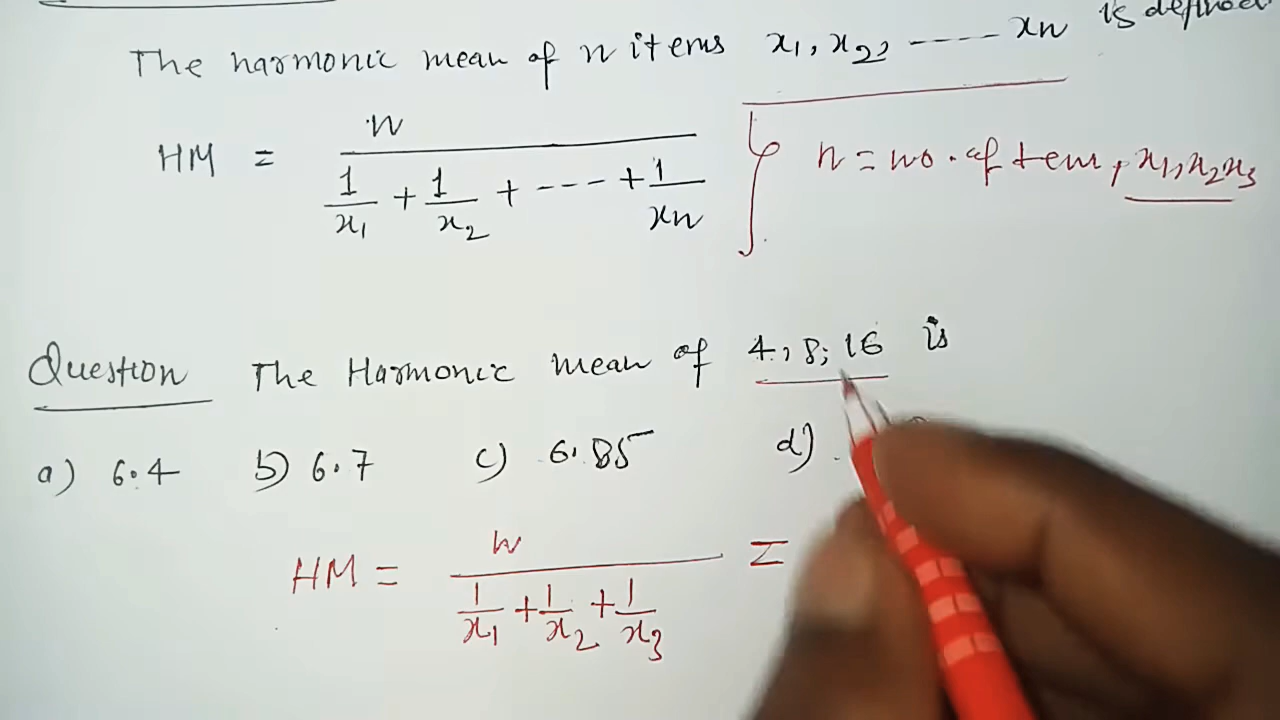 The harmonic mean of n items x₁, x₂, ---- xn is defined
HM = n / (1/x₁ + 1/x₂ + --- + 1/xn)
n = no. of tem, x₁, x₂ x₃
Question The Harmonic mean of 4, 8, 16 is
a) 6.4 b) 6.7 c) 6.85 d)
HM = n / (1/x₁ + 1/x₂ + 1/x₃) =